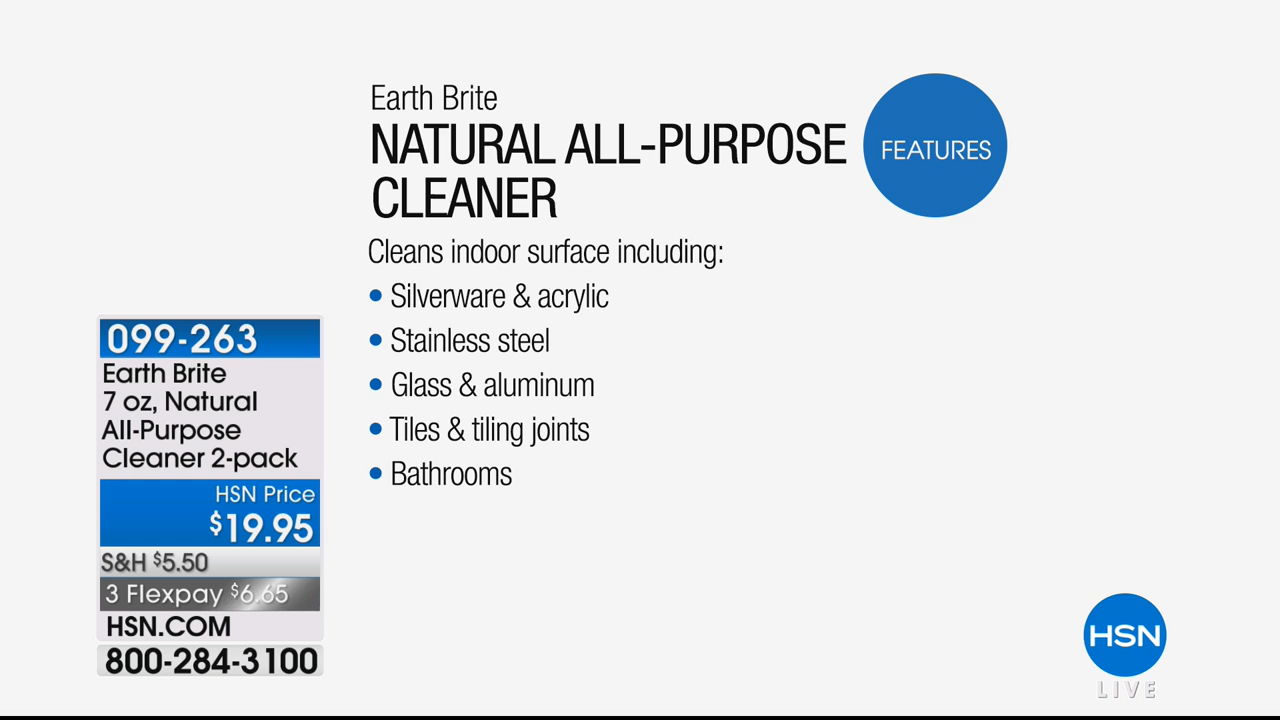 Earth Brite
NATURAL ALL-PURPOSE
CLEANER
FEATURES
Cleans indoor surface including:
• Silverware & acrylic
• Stainless steel
• Glass & aluminum
• Tiles & tiling joints
• Bathrooms
099-263
Earth Brite
7 oz, Natural
All-Purpose
Cleaner 2-pack
HSN Price
$19.95
S&H $5.50
3 Flexpay $6.65
HSN.COM
800-284-3100
HSN
LIVE